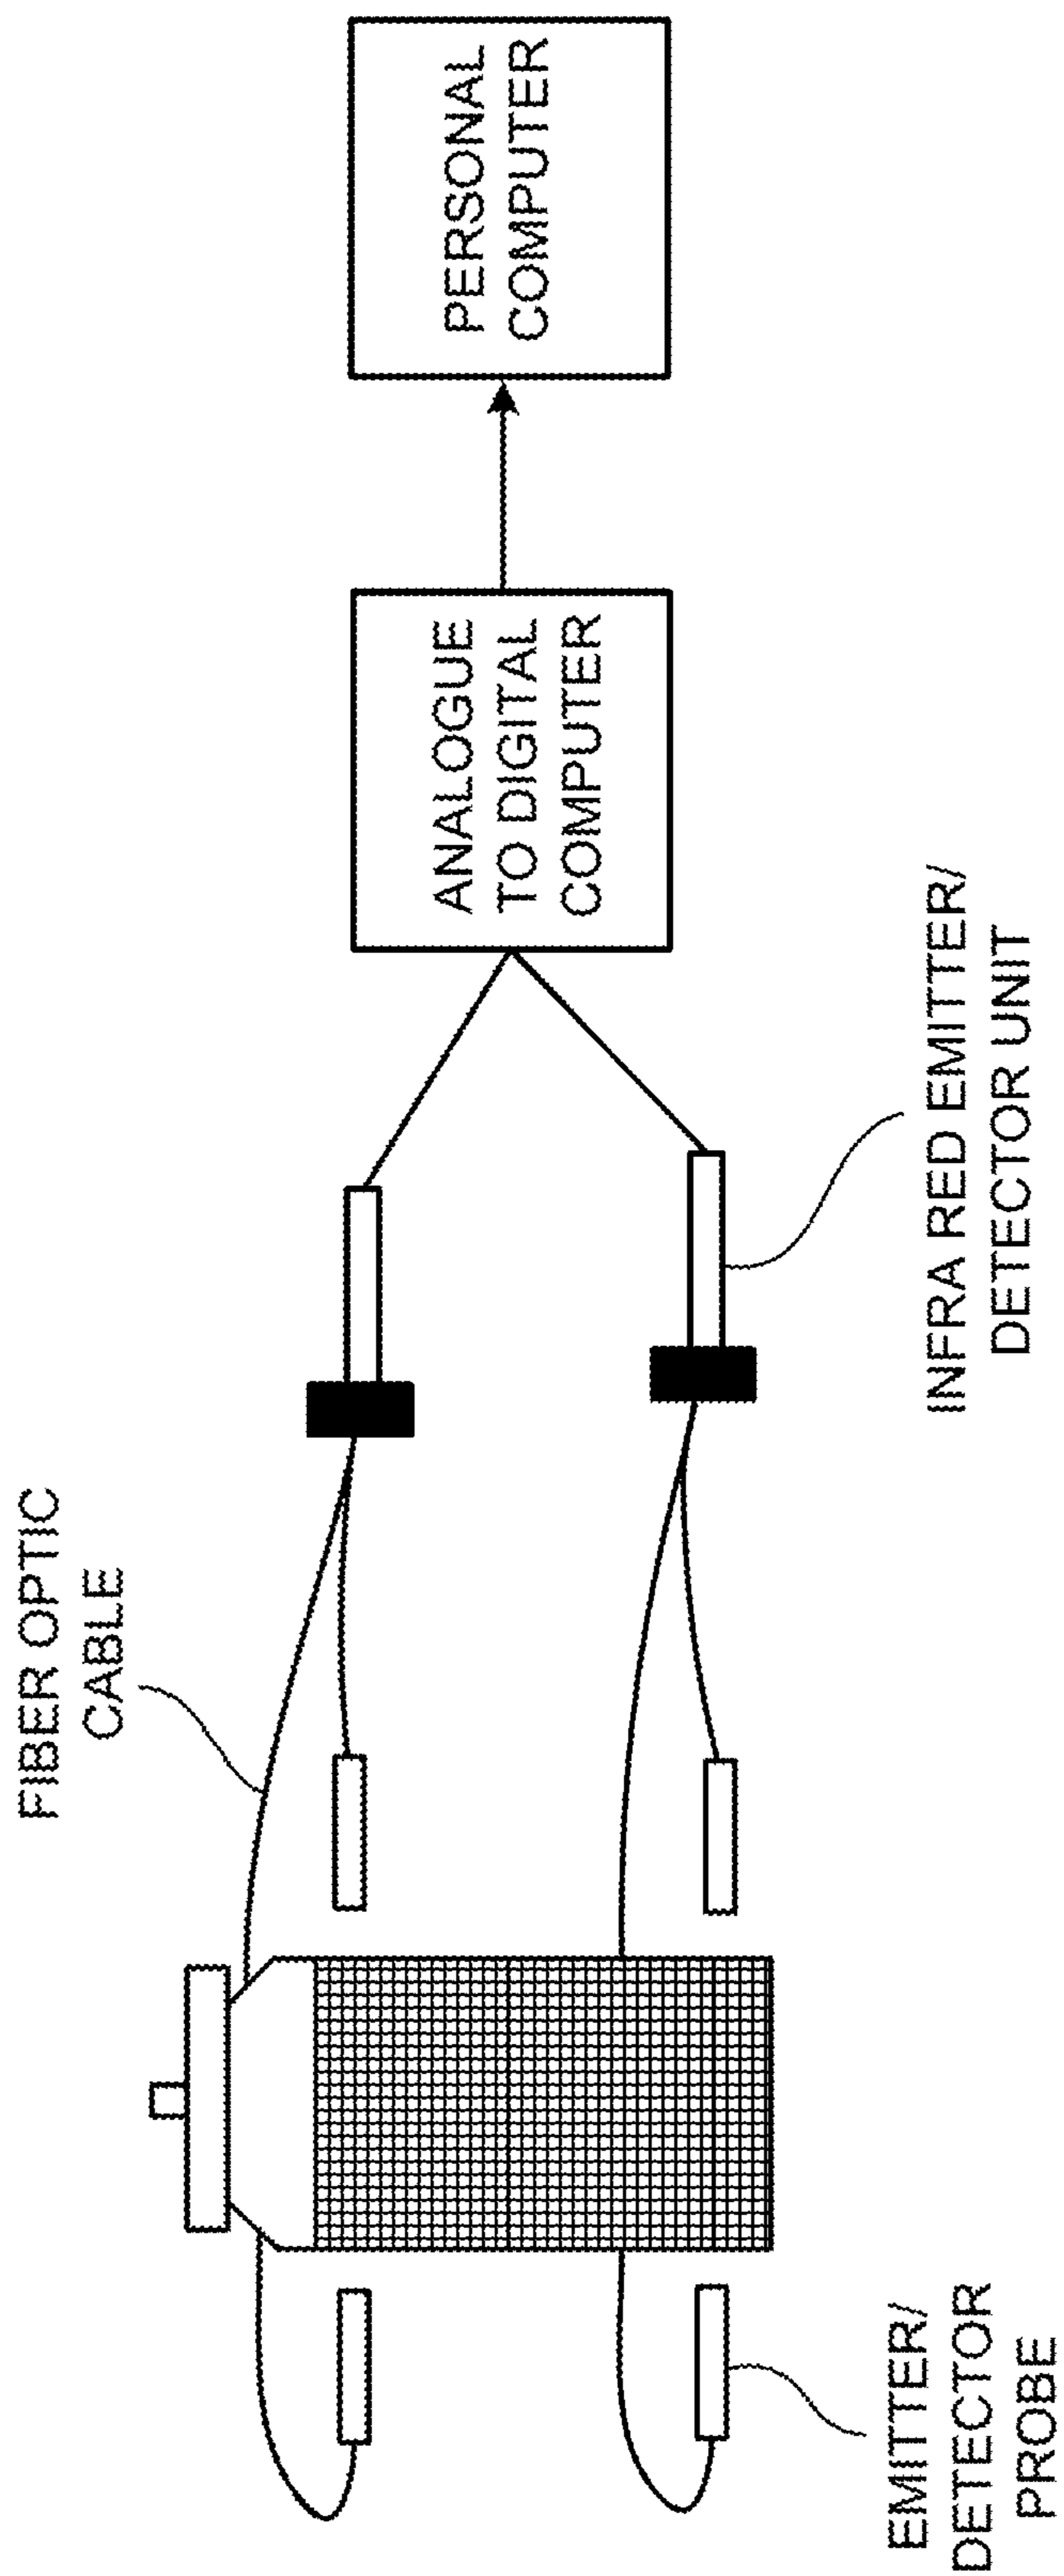 FIBER OPTIC
CABLE
PERSONAL
COMPUTER
ANALOGUE
TO DIGITAL
COMPUTER
EMITTER/
DETECTOR
PROBE
INFRA RED EMITTER/
DETECTOR UNIT